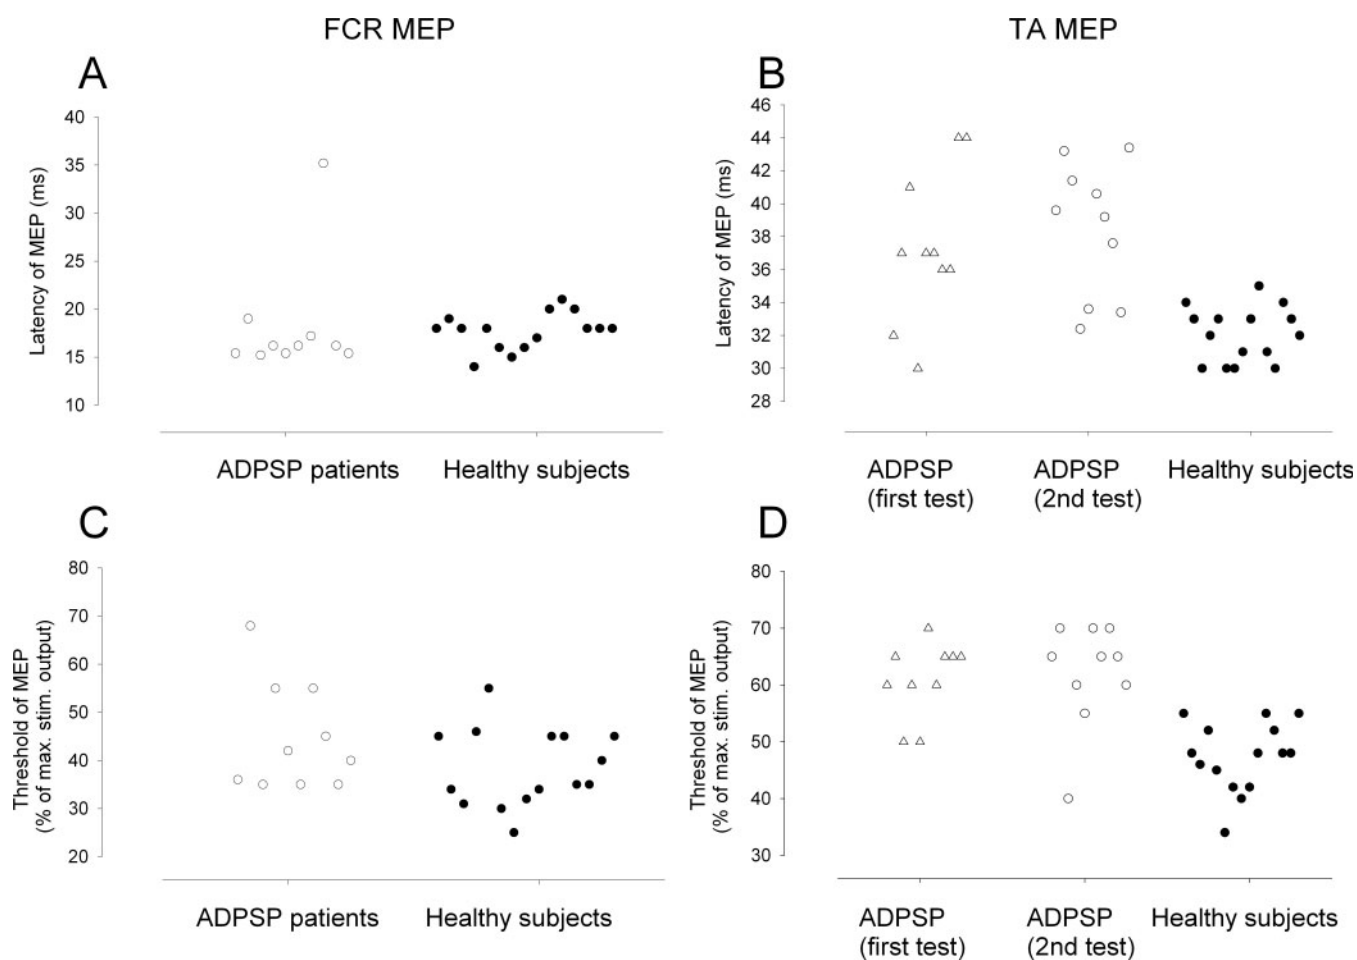 FCR MEP
TA MEP
A
Latency of MEP (ms)
40
35
30
25
20
15
10
ADPSP patients
Healthy subjects
B
Latency of MEP (ms)
46
44
42
40
38
36
34
32
30
28
ADPSP
(first test)
ADPSP
(2nd test)
Healthy subjects
C
Threshold of MEP
(% of max. stim. output)
80
70
60
50
40
30
20
ADPSP patients
Healthy subjects
D
Threshold of MEP
(% of max. stim. output)
80
70
60
50
40
30
ADPSP
(first test)
ADPSP
(2nd test)
Healthy subjects